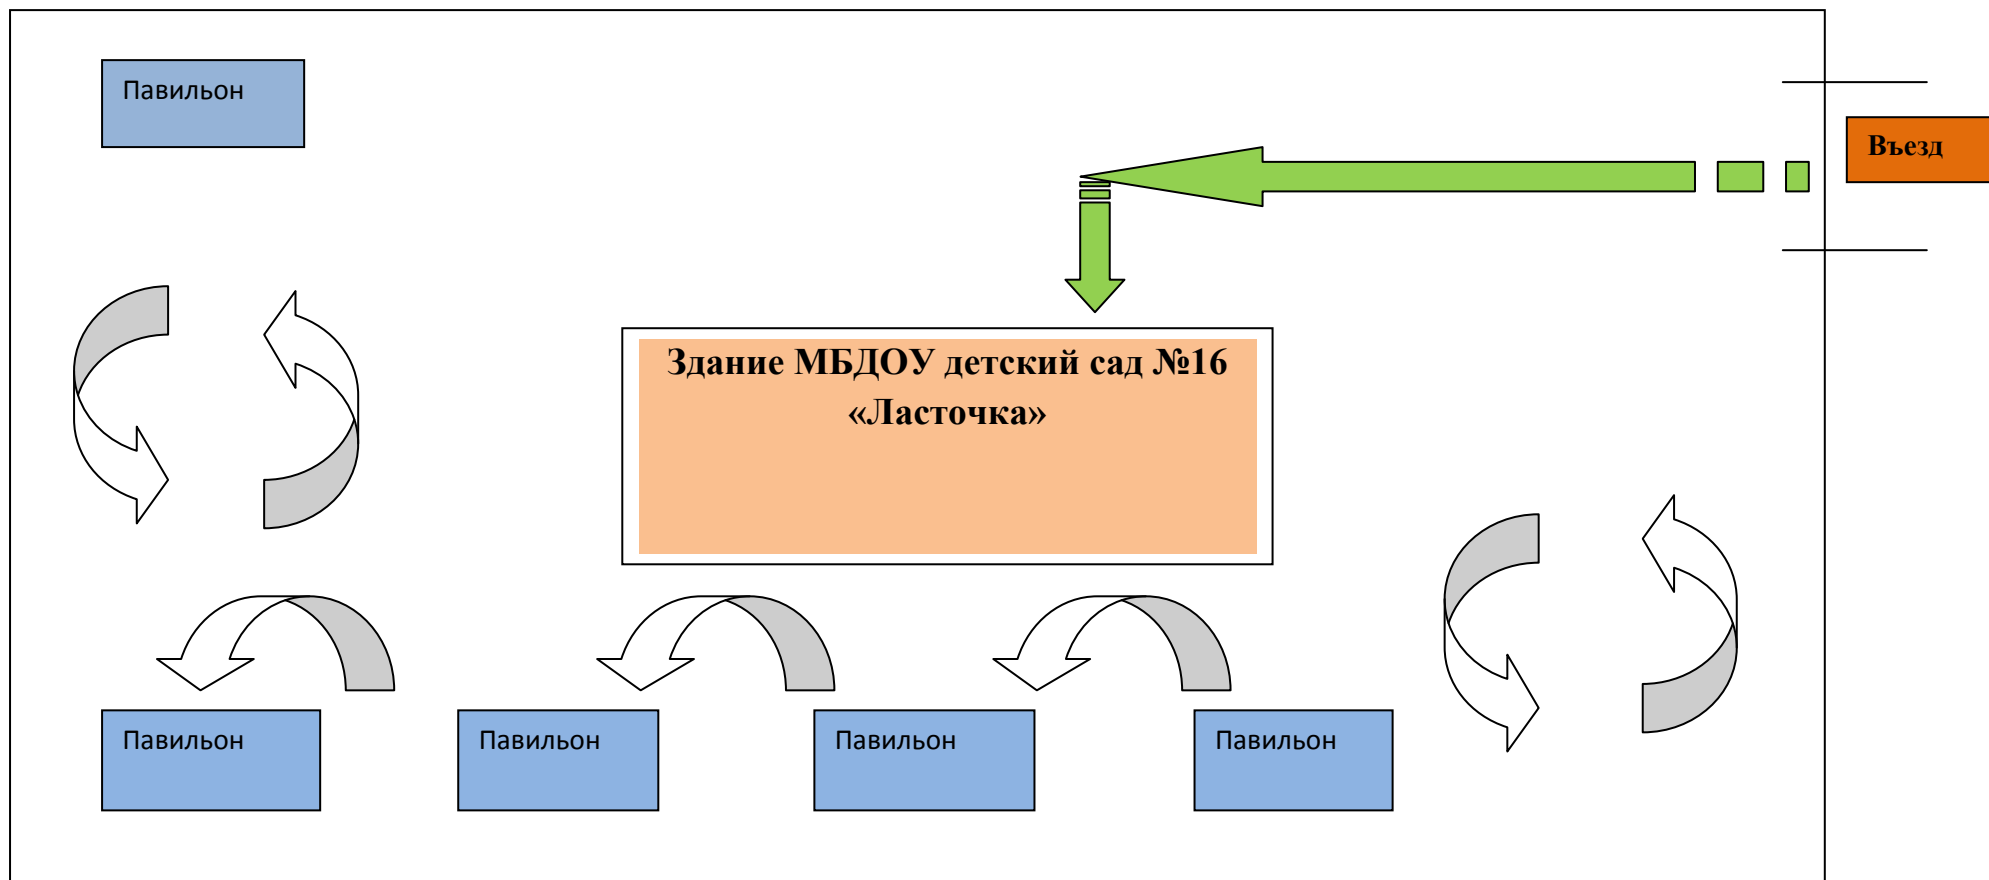 Павильон
Въезд
Здание МБДОУ детский сад №16
«Ласточка»
Павильон
Павильон
Павильон
Павильон